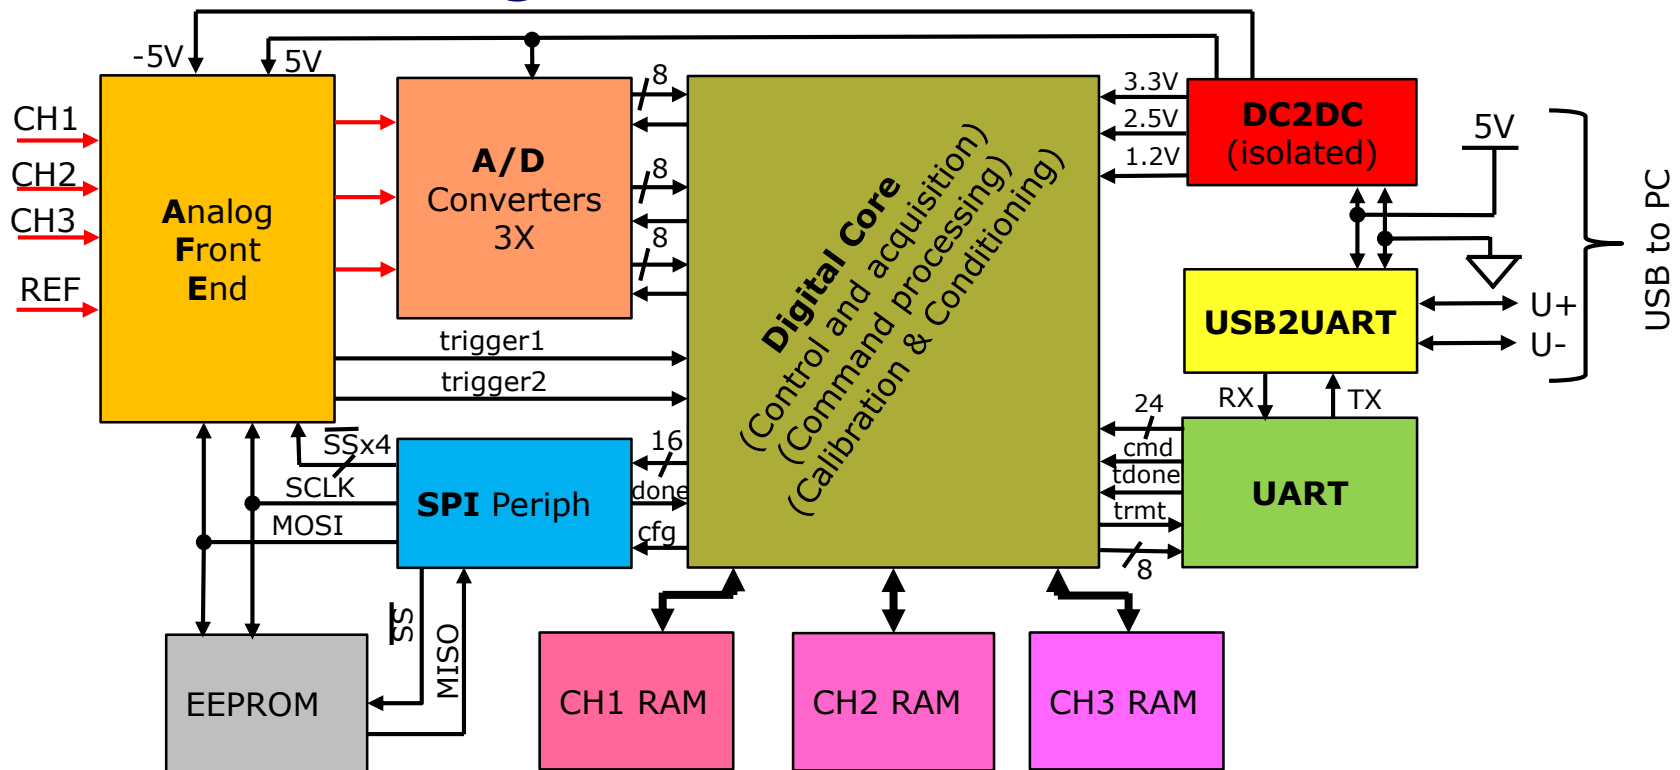 -5V
5V
CH1
CH2
CH3
REF
Analog
Front
End
A/D
Converters
3X
8
8
8
trigger1
trigger2
Digital Core
(Control and acquisition)
(Command processing)
(Calibration & Conditioning)
3.3V
2.5V
1.2V
DC2DC
(isolated)
5V
USB to PC
USB2UART
U+
U-
RX
TX
24
cmd
tdone
trmt
8
UART
SSx4
SCLK
MOSI
SPI Periph
16
done
cfg
SS
MISO
EEPROM
CH1 RAM
CH2 RAM
CH3 RAM